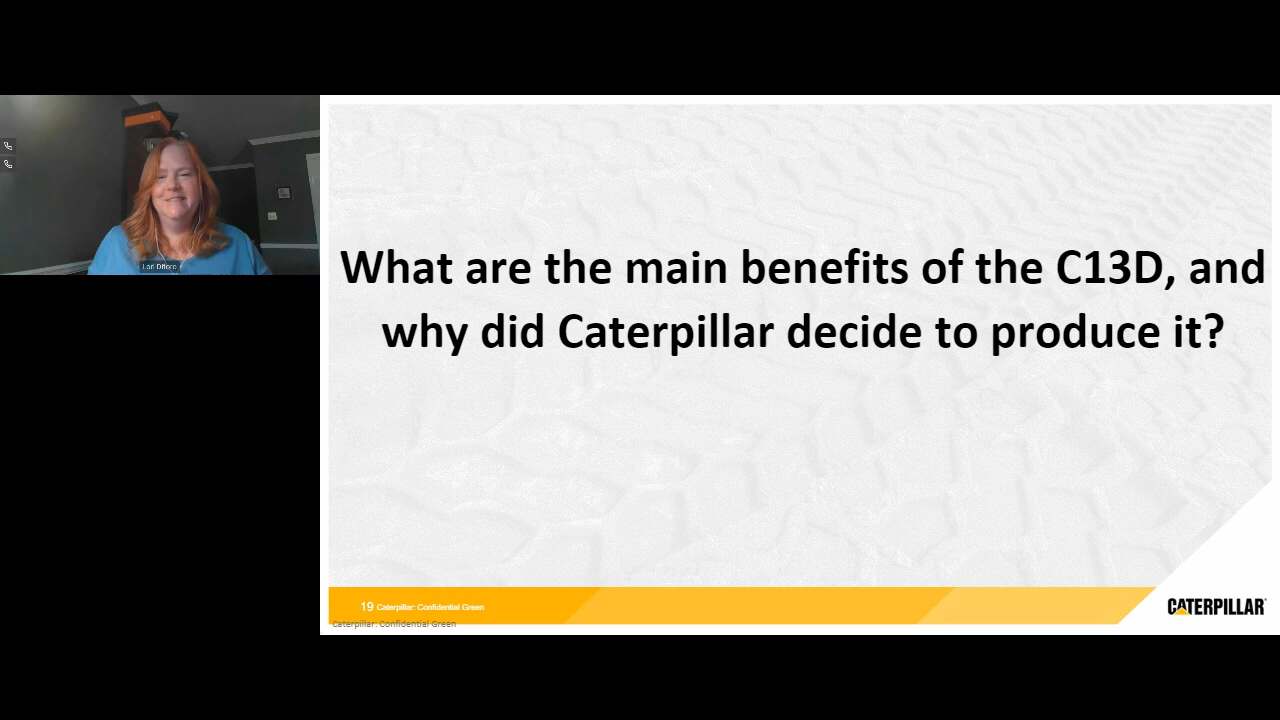 What are the main benefits of the C13D, and
why did Caterpillar decide to produce it?
19 Caterpillar: Confidential Green
Caterpillar: Confidential Green
CATERPILLAR